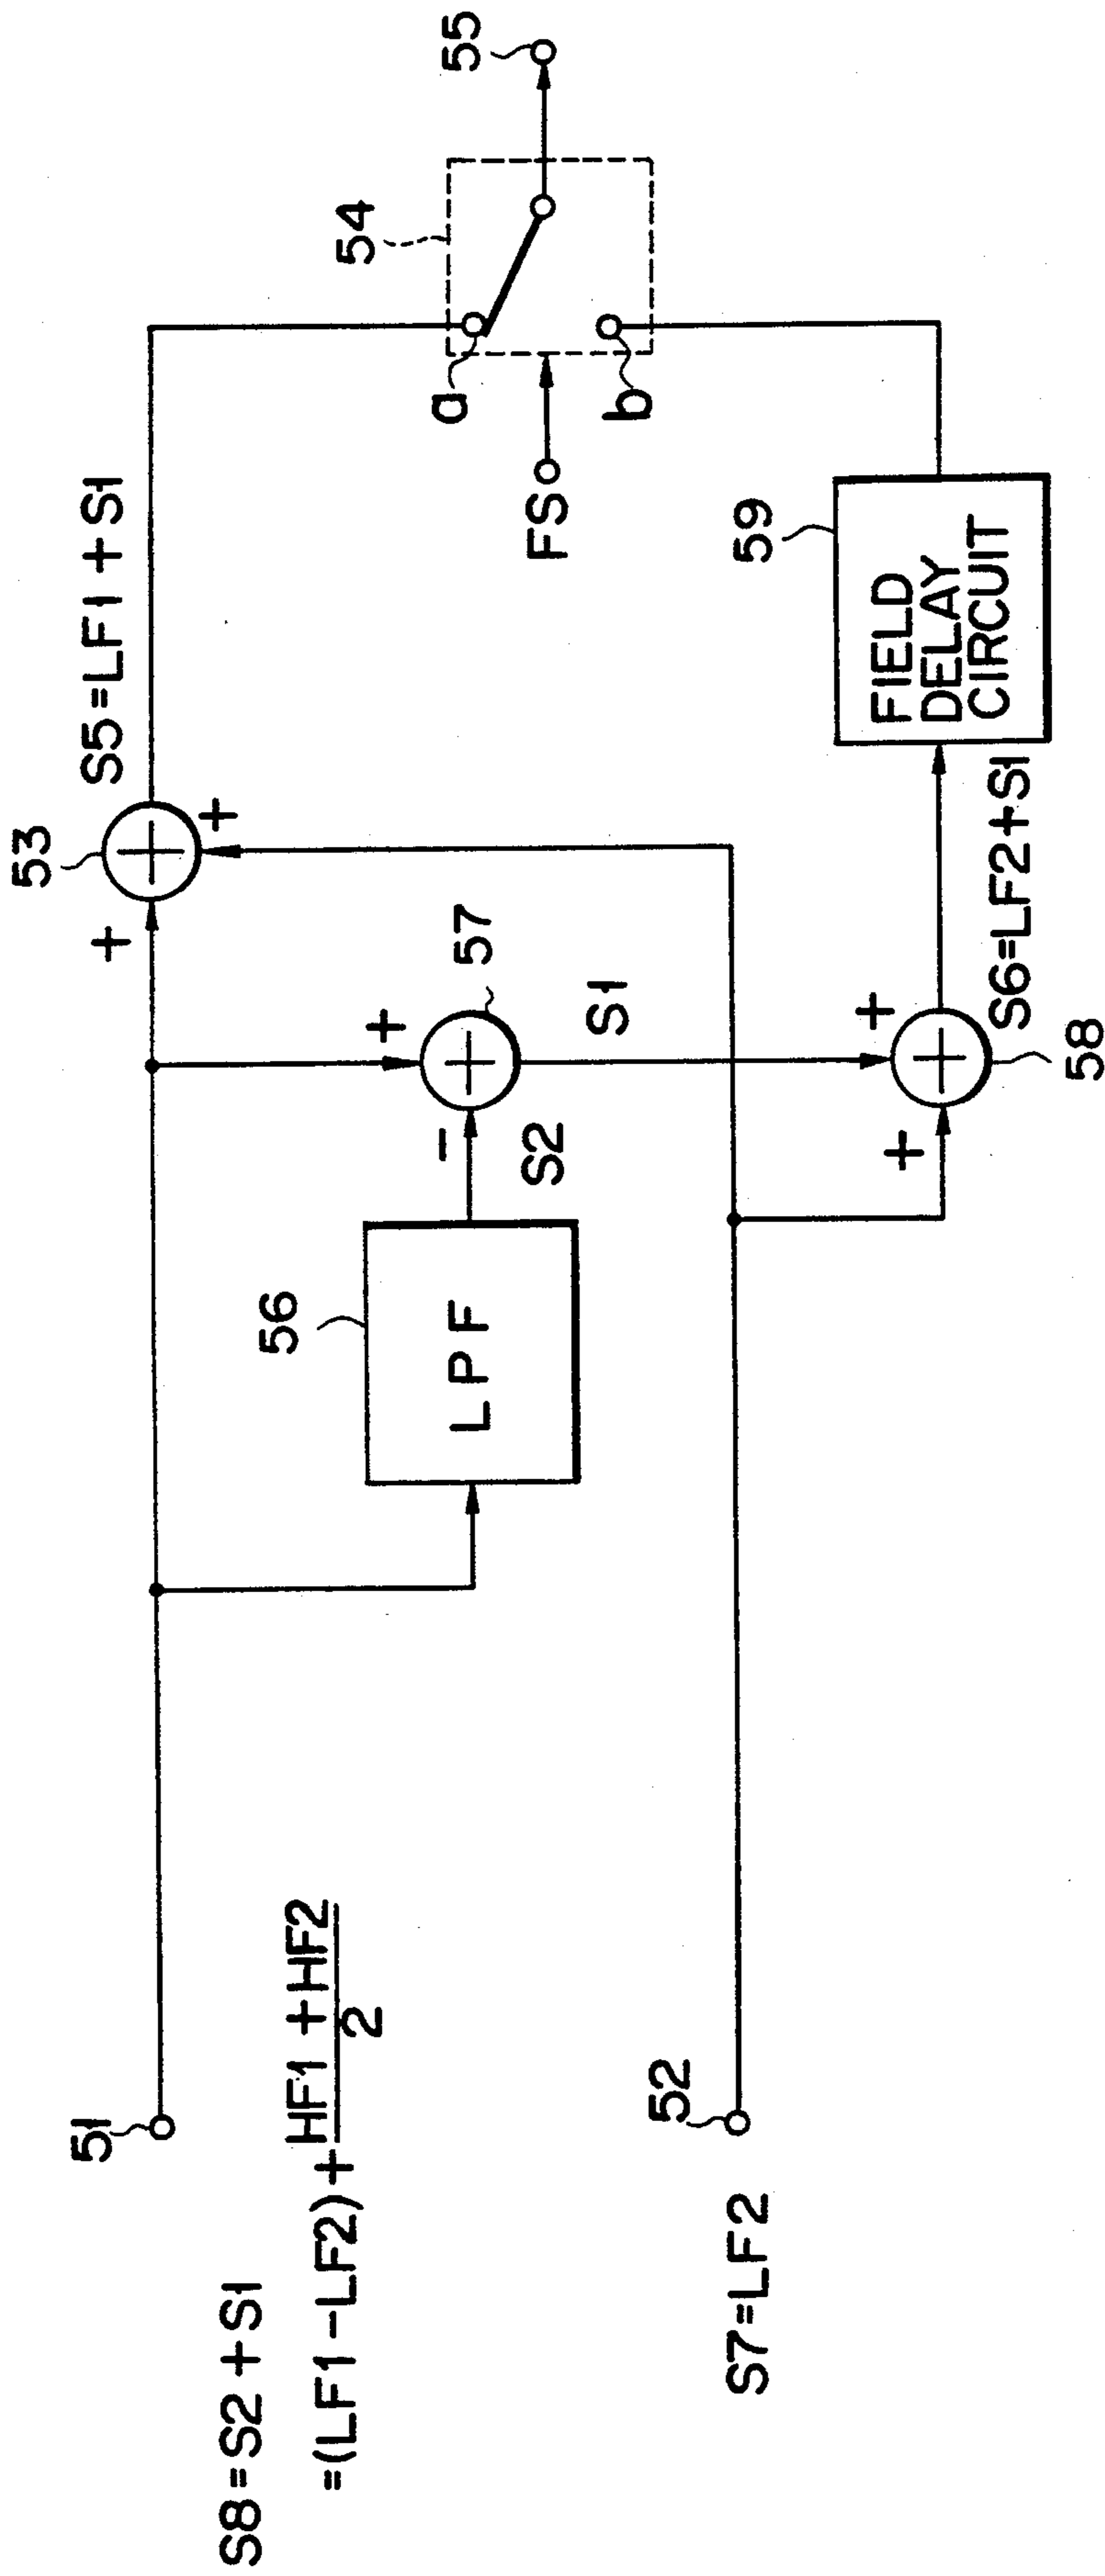 51
S8=S2+S1
=(LF1-LF2)+HF1+HF2/2
52
S7=LF2
56
LPF
S2
-
+
57
S1
+
53
+
S5=LF1+S1
+
+
58
S6=LF2+S1
59
FIELD
DELAY
CIRCUIT
FS
a
b
54
55